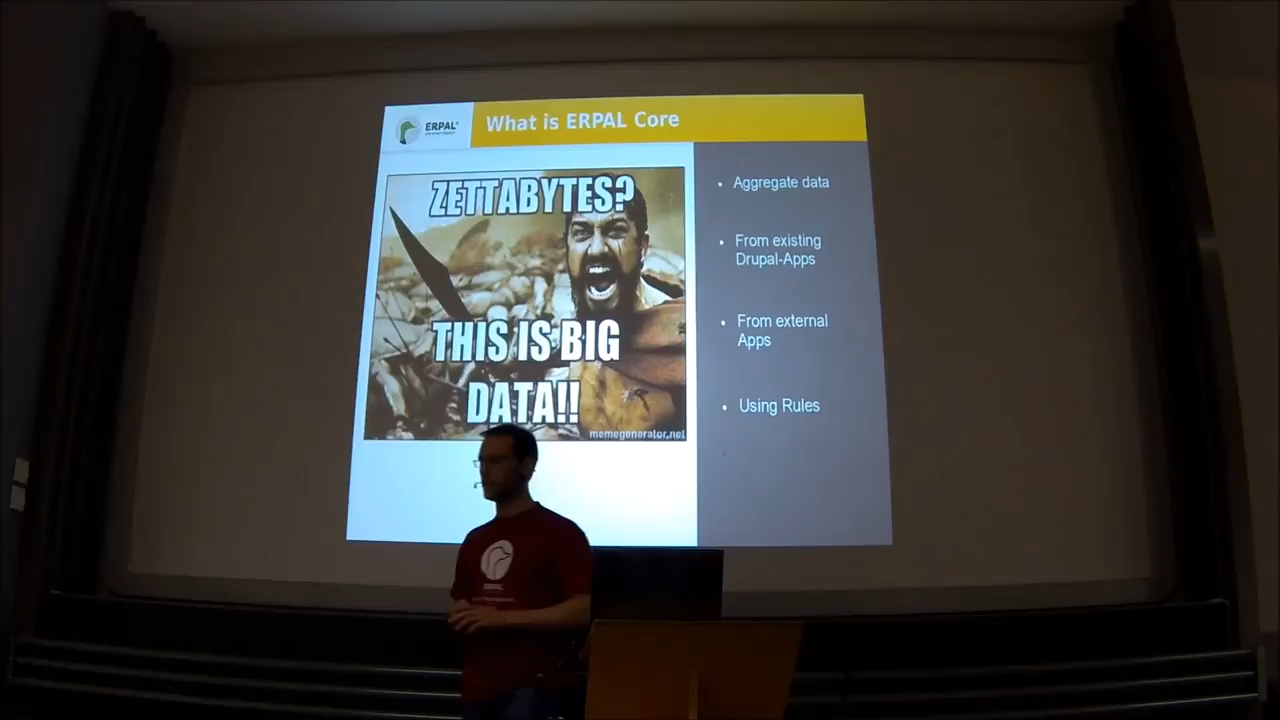 ERPAL
What is ERPAL Core
ZETTABYTES?
THIS IS BIG
DATA!!
memegenerator.net
• Aggregate data
• From existing
Drupal-Apps
• From external
Apps
• Using Rules
ERPAL